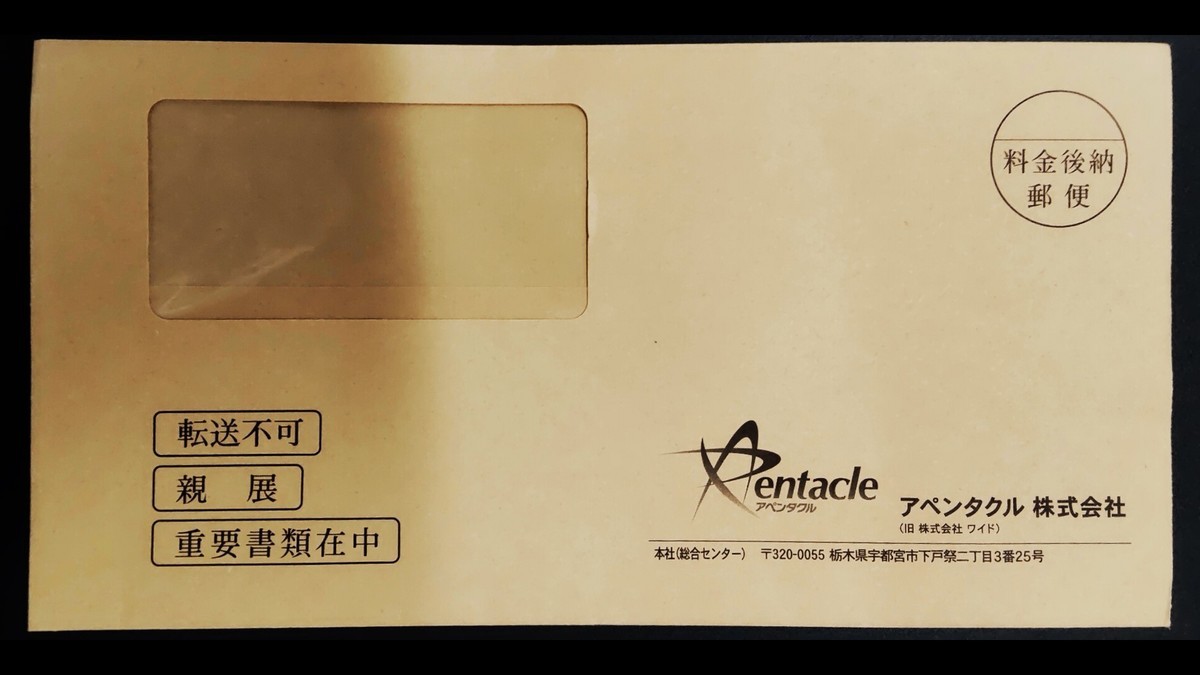 料金後納
郵便
転送不可
親 展
重要書類在中
Apentacle
アペンタクル
アペンタクル 株式会社
(旧 株式会社 ワイド)
本社(総合センター) 〒320-0055 栃木県宇都宮市下戸祭二丁目3番25号